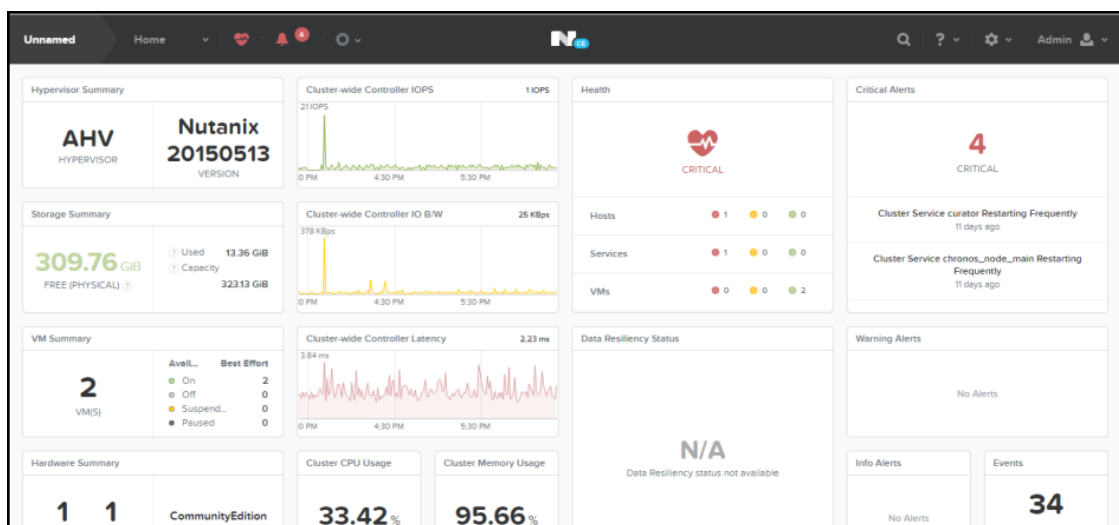 Unnamed
Home
4
N CE
?
Admin
Hypervisor Summary
AHV
HYPERVISOR
Nutanix
20150513
VERSION
Cluster-wide Controller IOPS
1 IOPS
21 IOPS
0 PM
4:30 PM
5:30 PM
Health
CRITICAL
Hosts
1
0
0
Services
1
0
0
VMs
0
0
2
Critical Alerts
4
CRITICAL
Cluster Service curator Restarting Frequently
11 days ago
Cluster Service chronos_node_main Restarting
Frequently
11 days ago
Storage Summary
309.76 GiB
FREE (PHYSICAL) ?
? Used 13.36 GiB
? Capacity
323.13 GiB
Cluster-wide Controller IO B/W
25 KBps
378 KBps
0 PM
4:30 PM
5:30 PM
VM Summary
2
VM(S)
Avail... Best Effort
On 2
Off 0
Suspend... 0
Paused 0
Cluster-wide Controller Latency
2.23 ms
3.84 ms
0 PM
4:30 PM
5:30 PM
Data Resiliency Status
N/A
Data Resiliency status not available
Warning Alerts
No Alerts
Hardware Summary
1 1
CommunityEdition
Cluster CPU Usage
33.42 %
Cluster Memory Usage
95.66 %
Info Alerts
No Alerts
Events
34